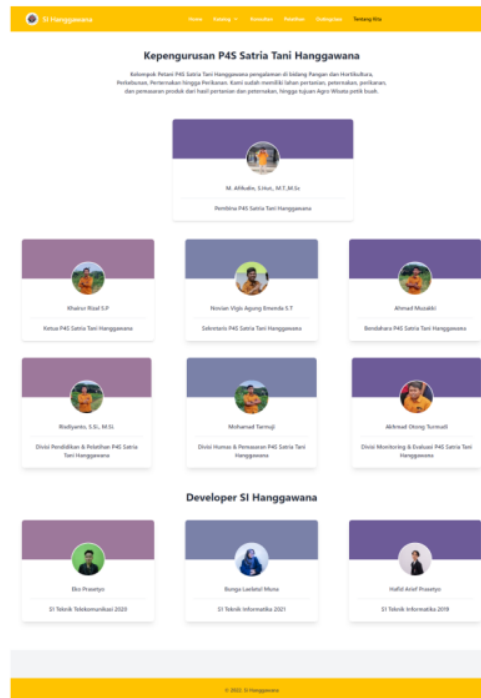 SI Hanggawana
Home Katalog Konsultasi Pelatihan Tentang Kita
Kepengurusan P4S Satria Tani Hanggawana
Kelompok Petani P4S Satria Tani Hanggawana pengalaman di bidang Pangan dan Hortikultura,
Perkebunan, Perternakan hingga Perikanan. Kami sudah memiliki lahan pertanian, peternakan, perikanan,
dan pemasaran produk dari hasil pertanian dan peternakan, hingga tujuan Agro Wisata petik buah.
M. Afifudin, S.Hut., M.T.,M.Sc
Pembina P4S Satria Tani Hanggawana
Khairur Rizal S.P
Ketua P4S Satria Tani Hanggawana
Agung Ernanda S.T
Sekretaris P4S Satria Tani Hanggawana
Ahmad Muzakki
Bendahara P4S Satria Tani Hanggawana
Risdiyanto, S.Si., M.Si.
Divisi Pendidikan & Pelatihan P4S Satria
Tani Hanggawana
Mohamad Tarmuji
Divisi Humas & Pemasaran P4S Satria Tani
Hanggawana
Akhmad Otong Turmudi
Divisi Monitoring & Evaluasi P4S Satria Tani
Hanggawana
Developer SI Hanggawana
Eko Prasetyo
S1 Teknik Telekomunikasi 2020
Bunga Laelatul Muna
S1 Teknik Informatika 2021
Hafid Arief Prasetyo
S1 Teknik Informatika 2019
© 2022. SI Hanggawana